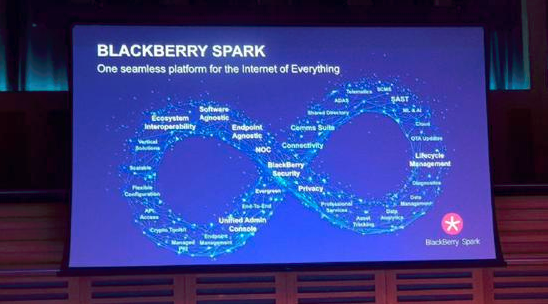 BLACKBERRY SPARK
One seamless platform for the Internet of Everything
Software
Agnostic
Ecosystem
Interoperability
Endpoint
Agnostic
NOC
Vertical
Solutions
Scalable
Flexible
Configuration
API
Access
Crypto Toolkit
Managed
PKI
Endpoint
Management
Unified Admin
Console
End-To-End
Evergreen
BlackBerry
Security
Privacy
Connectivity
Comms Suite
Shared Directory
ADAS
Telematics
SCMS
SAST
ML & AI
Cloud
OTA Updates
Lifecycle
Management
Diagnostics
Data
Management
Data
Analytics
Asset
Tracking
Professional
Services
BlackBerry Spark